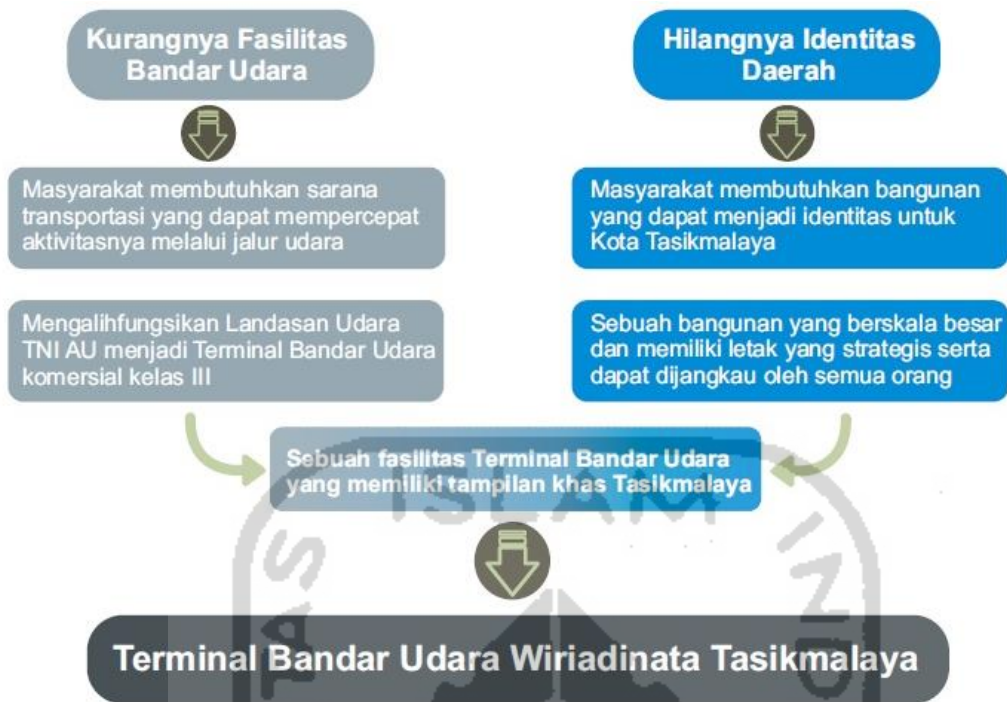 Kurangnya Fasilitas
Bandar Udara
Hilangnya Identitas
Daerah
Masyarakat membutuhkan sarana
transportasi yang dapat mempercepat
aktivitasnya melalui jalur udara
Masyarakat membutuhkan bangunan
yang dapat menjadi identitas untuk
Kota Tasikmalaya
Mengalihfungsikan Landasan Udara
TNI AU menjadi Terminal Bandar Udara
komersial kelas III
Sebuah bangunan yang berskala besar
dan memiliki letak yang strategis serta
dapat dijangkau oleh semua orang
Sebuah fasilitas Terminal Bandar Udara
yang memiliki tampilan khas Tasikmalaya
TAS ISLAM INDO
Terminal Bandar Udara Wiriadinata Tasikmalaya